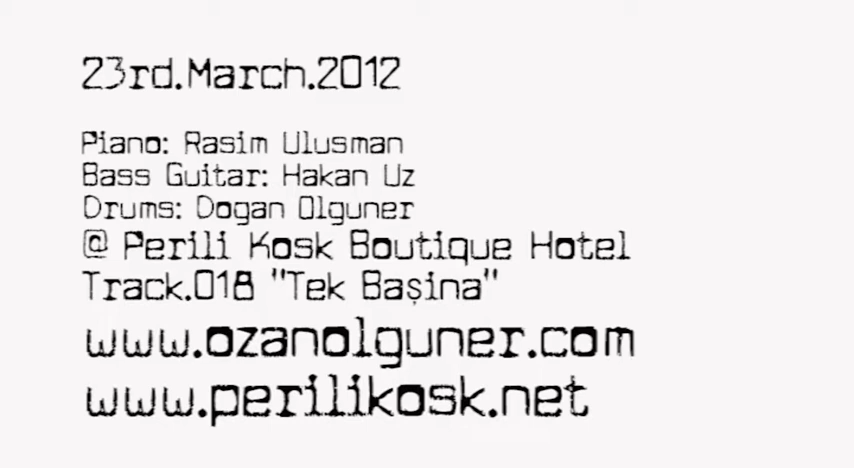 23rd.March.2012
Piano: Rasim Ulusman
Bass Guitar: Hakan Uz
Drums: Dogan Olguner
@ Perili Kosk Boutique Hotel
Track.018 "Tek Başina"
www.ozanolguner.com
www.perilikosk.net